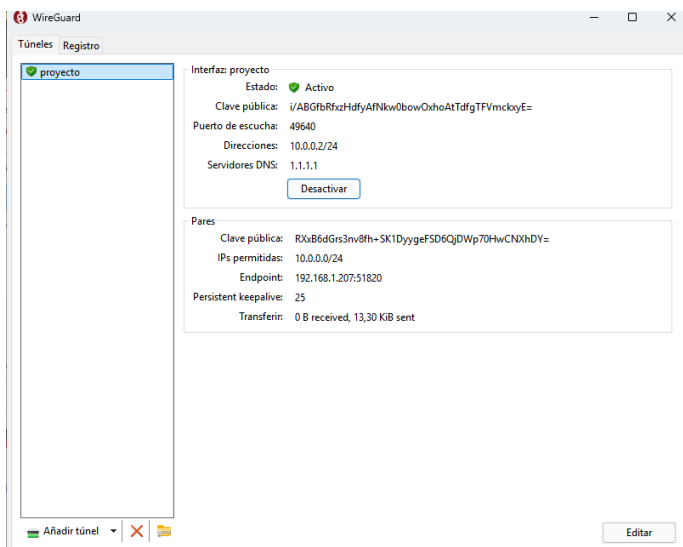 WireGuard
Túneles Registro
proyecto
Interfaz: proyecto
Estado: Activo
Clave pública: i/ABGfbRfxzHdfyAfNkw0bowOxhoAtTdfgTFVmckxyE=
Puerto de escucha: 49640
Direcciones: 10.0.0.2/24
Servidores DNS: 1.1.1.1
Desactivar
Pares
Clave pública: RXxB6dGrs3nv8fh+SK1DyygeFSD6QjDWp70HwCNXhDY=
IPs permitidas: 10.0.0.0/24
Endpoint: 192.168.1.207:51820
Persistent keepalive: 25
Transferir: 0 B received, 13,30 KiB sent
Añadir túnel
Editar